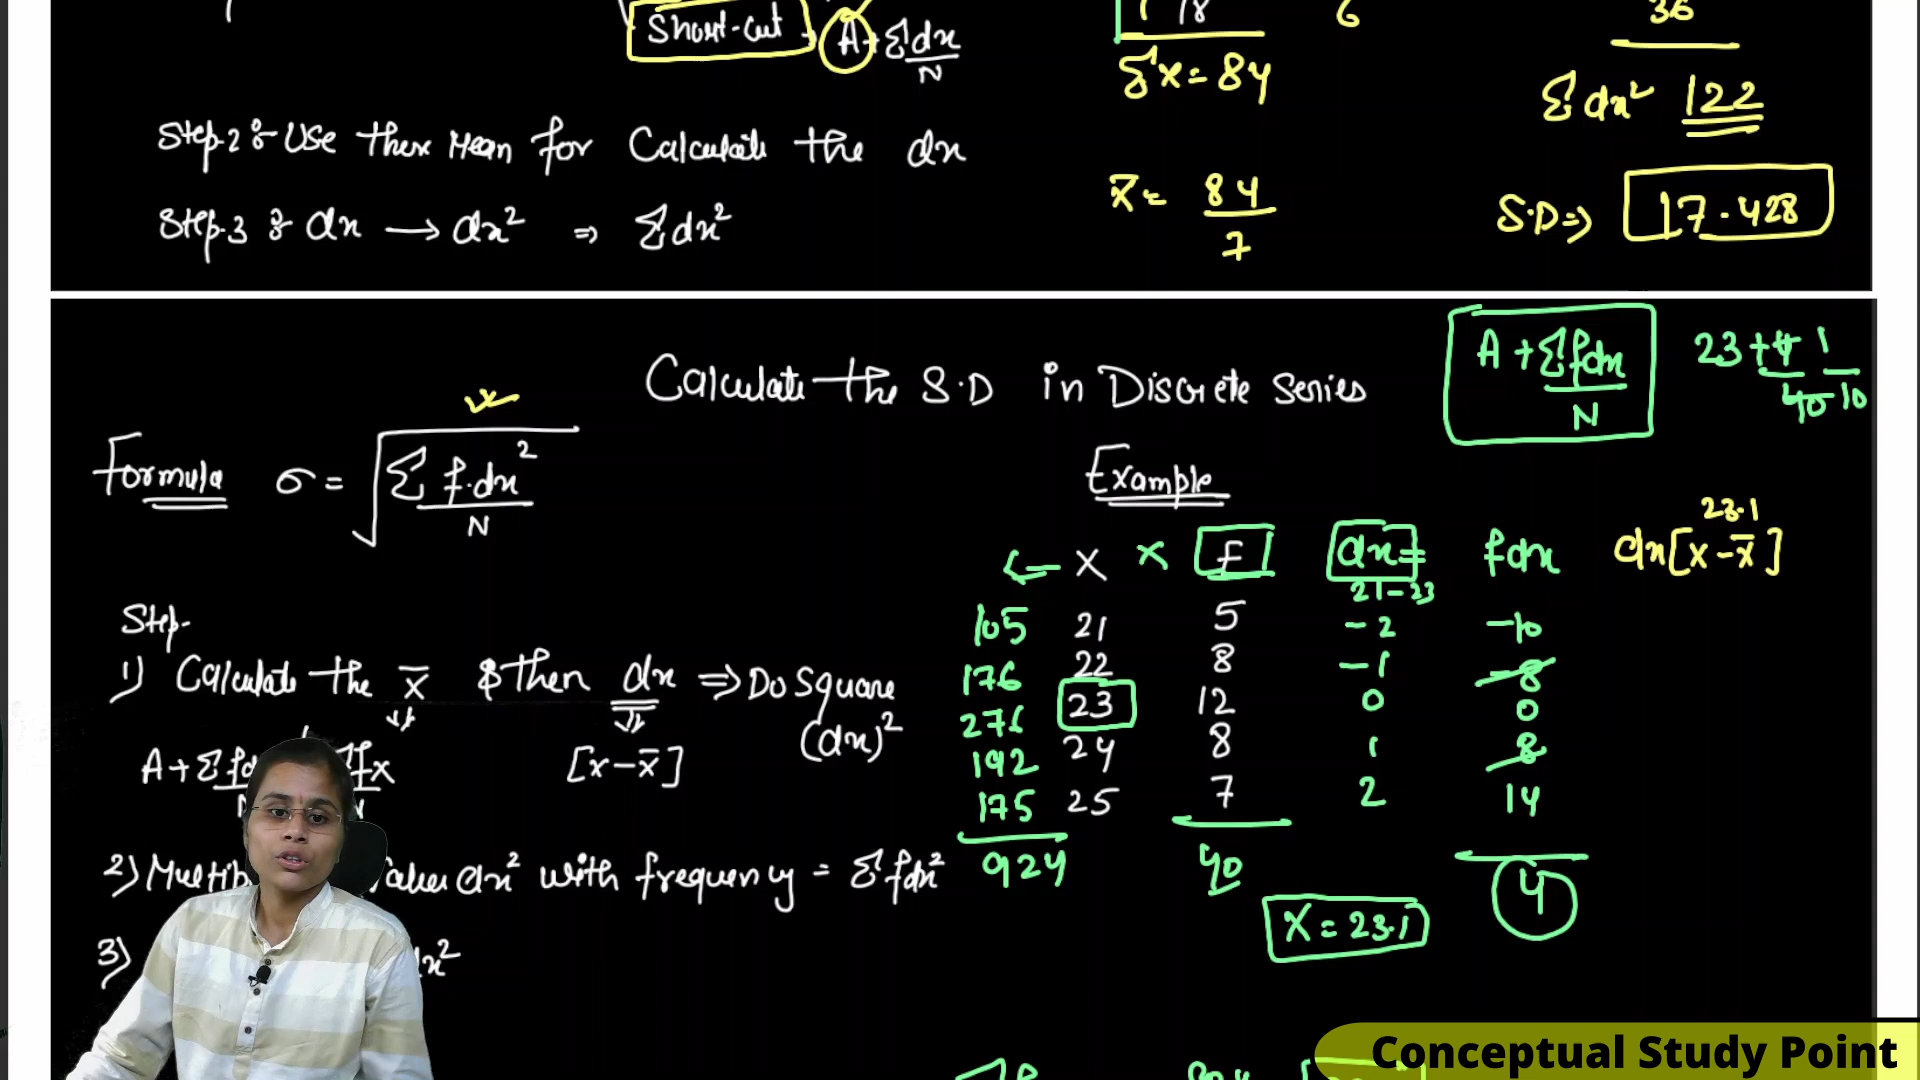 Short-cut A + Σdx
N
Step-2 :- Use then Mean for Calculate the dx
Step-3 :- dx → dx² ⇒ Σdx²
1 18 6 36
Σx = 84
Σdx² 122
x̄ = 84
7
S.D ⇒ 17.428
Calculate the S.D in Discrete Series
A + Σfdx
N
23 + 4 1
40 10
Formula σ = √Σf.dx²
N
Example
← X × f dx = fdx dx[x - x̄]
21-23
23.1
105 21 5 -2 -10
176 22 8 -1 -8
276 23 12 0 0
192 24 8 1 8
175 25 7 2 14
924 40 4
X = 23.1
Step-
1) Calculate the x̄ & then dx ⇒ Do Square
(dx)²
[x - x̄]
2) dx² with frequency = Σfdx²
3)
Conceptual Study Point